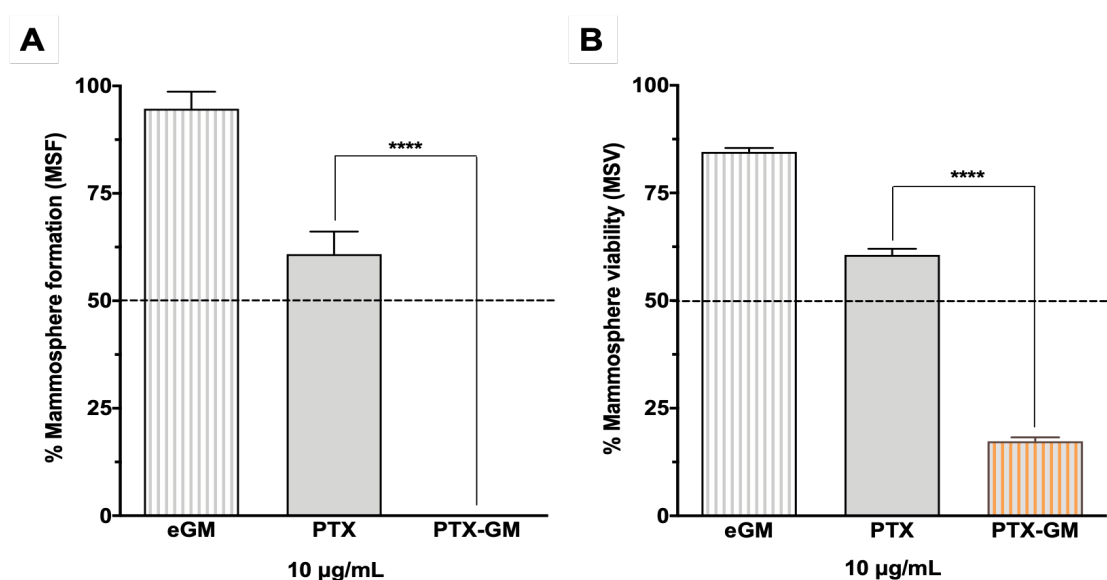 A
% Mammosphere formation (MSF)
100
75
50
25
0
****
eGM PTX PTX-GM
10 µg/mL
B
% Mammosphere viability (MSV)
100
75
50
25
0
****
eGM PTX PTX-GM
10 µg/mL